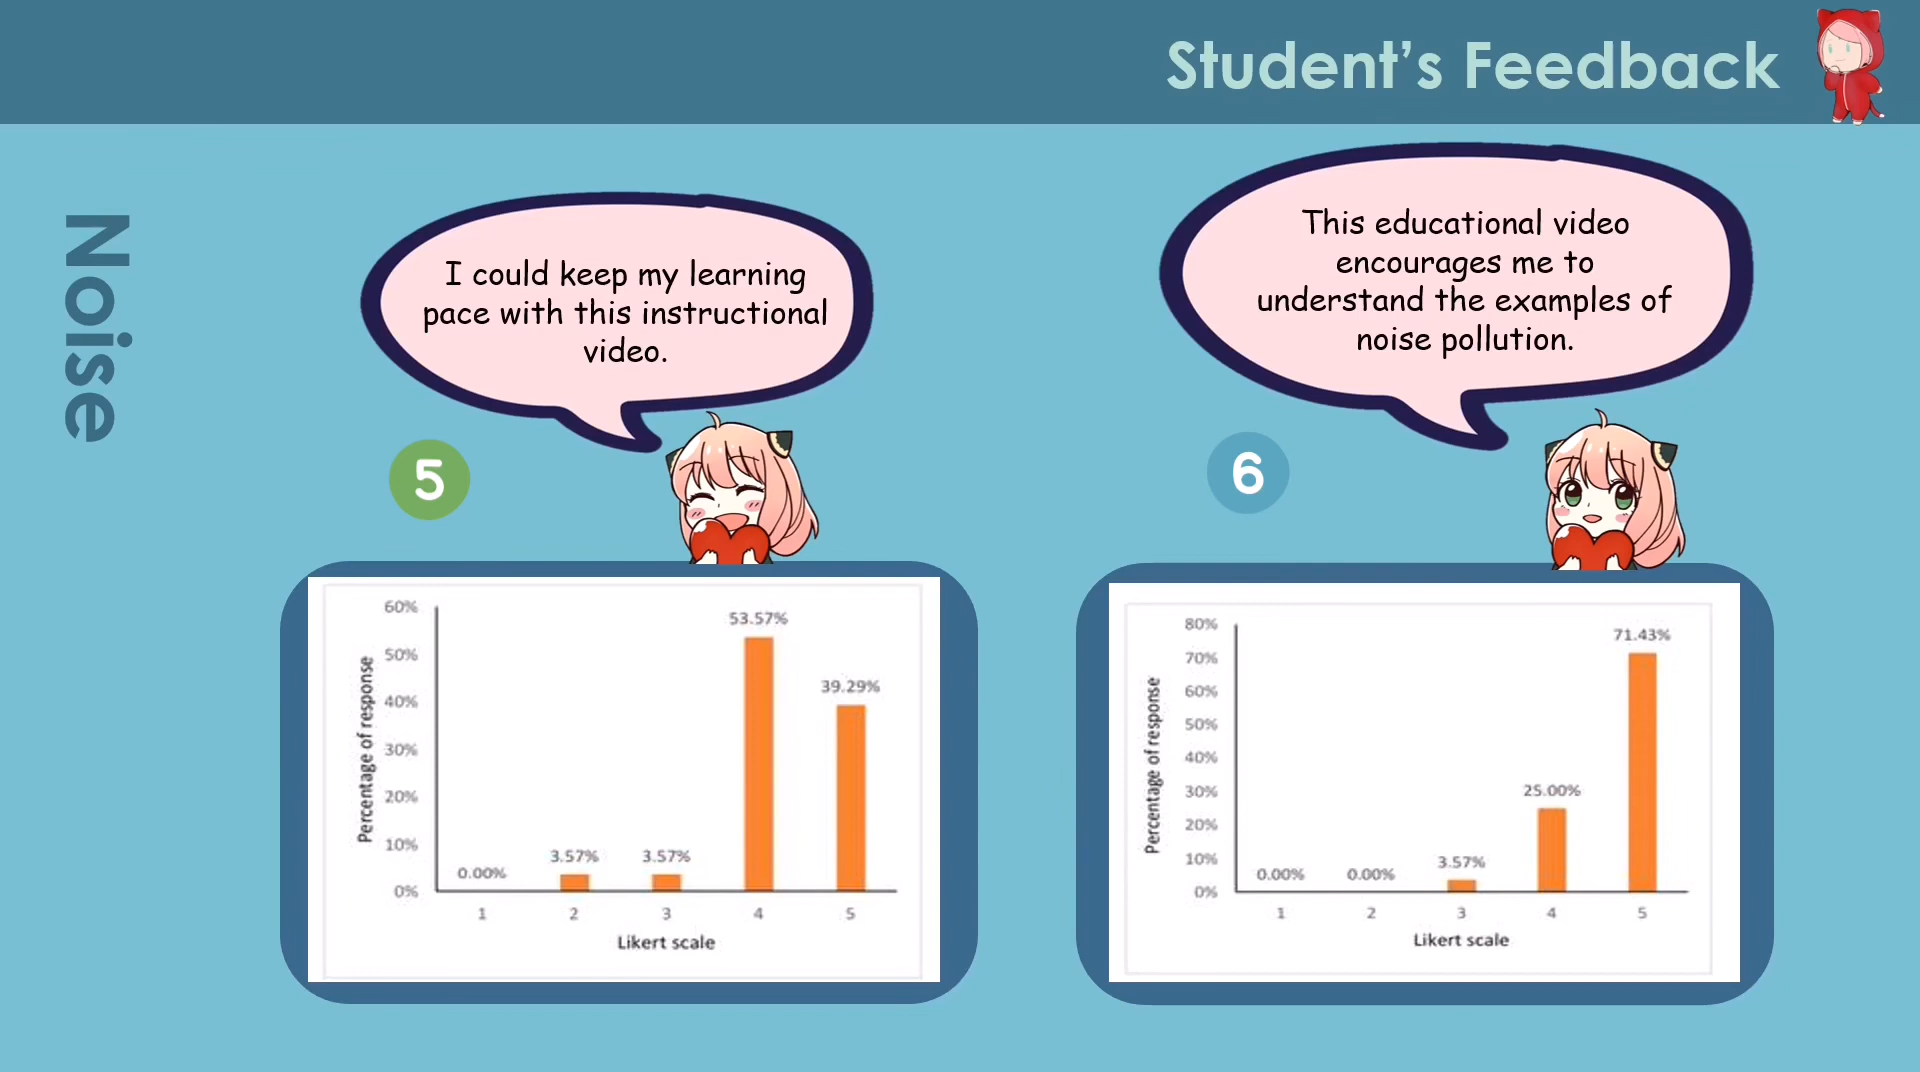 Student's Feedback
Noise
I could keep my learning
pace with this instructional
video.
This educational video
encourages me to
understand the examples of
noise pollution.
5
6
60%
50%
40%
30%
20%
10%
0%
Percentage of response
0.00%
3.57%
3.57%
53.57%
39.29%
1
2
3
4
5
Likert scale
80%
70%
60%
50%
40%
30%
20%
10%
0%
Percentage of response
0.00%
0.00%
3.57%
25.00%
71.43%
1
2
3
4
5
Likert scale